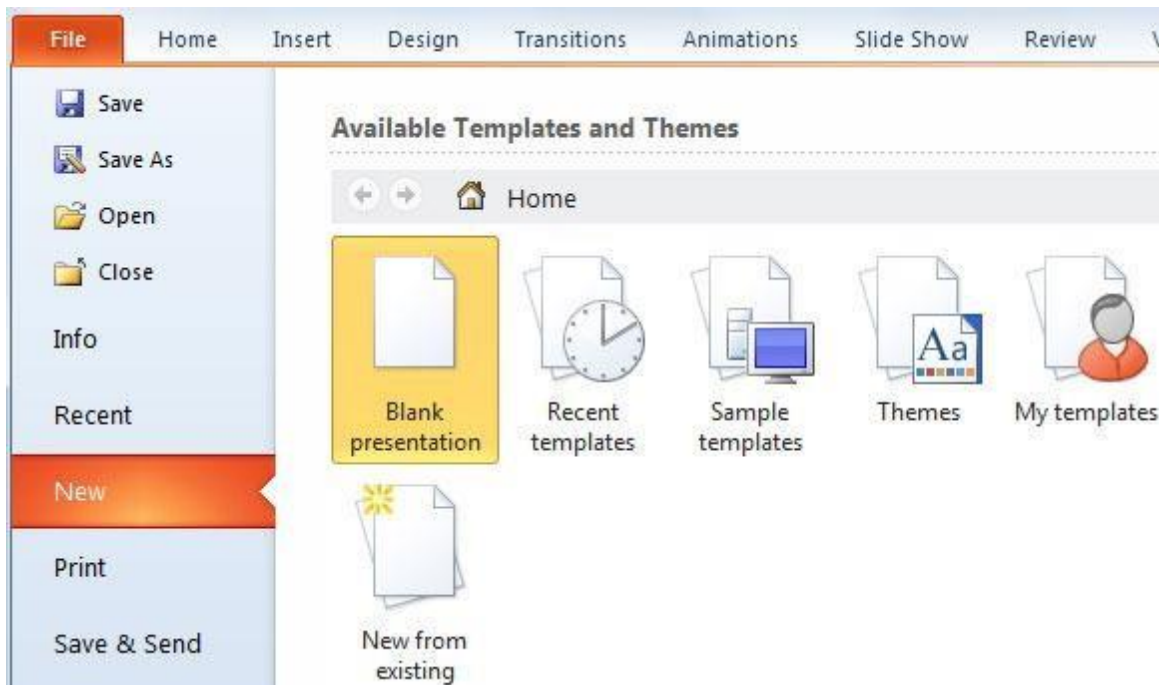 File Home Insert Design Transitions Animations Slide Show Review
Save
Save As
Open
Close
Info
Recent
New
Print
Save & Send
Available Templates and Themes
Home
Blank presentation
Recent templates
Sample templates
Aa
Themes
My templates
New from existing